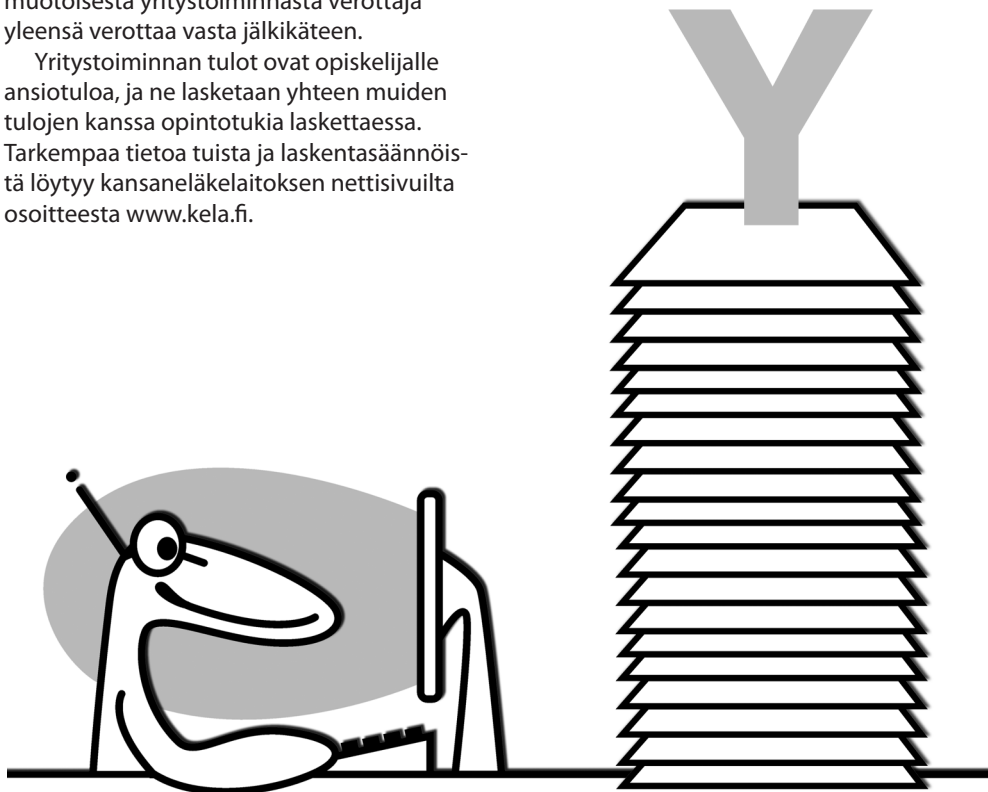 muotoisesta yritystoiminnasta verottaja
yleensä verottaa vasta jälkikäteen.
Yritystoiminnan tulot ovat opiskelijalle
ansiotuloa, ja ne lasketaan yhteen muiden
tulojen kanssa opintotukia laskettaessa.
Tarkempaa tietoa tuista ja laskentasäännöis-
tä löytyy kansaneläkelaitoksen nettisivuilta
osoitteesta www.kela.fi.
Y